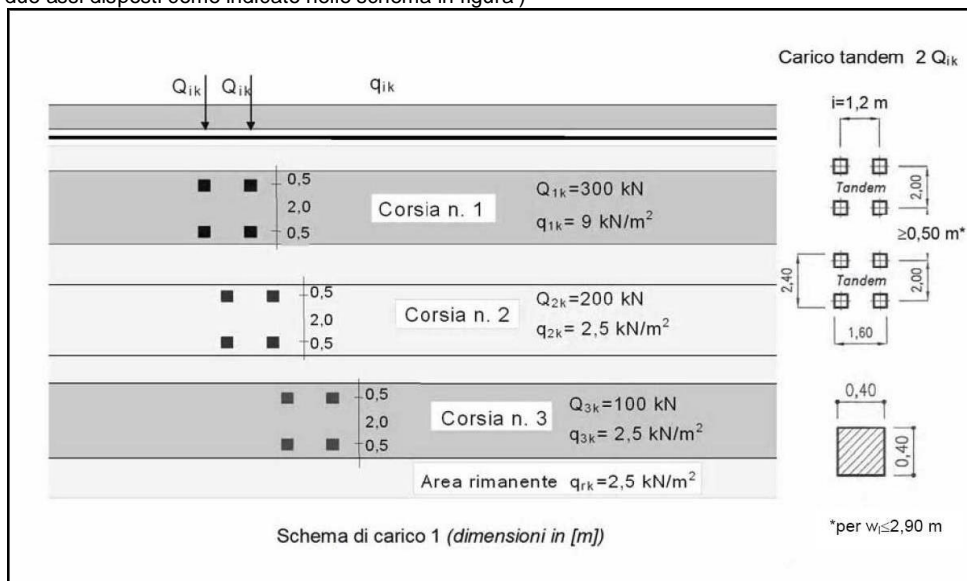 due assi disposti come indicato nello schema in figura )
Carico tandem 2 Qik
Qik Qik qik
i=1,2 m
0,5
2,0
0,5
Corsia n. 1
Q1k=300 kN
q1k= 9 kN/m²
Tandem
2,00
≥0,50 m*
0,5
2,0
0,5
Corsia n. 2
Q2k=200 kN
q2k= 2,5 kN/m²
2,40
Tandem
2,00
1,60
0,5
2,0
0,5
Corsia n. 3
Q3k=100 kN
q3k= 2,5 kN/m²
0,40
0,40
Area rimanente qrk=2,5 kN/m²
Schema di carico 1 (dimensioni in [m])
*per wl≤2,90 m